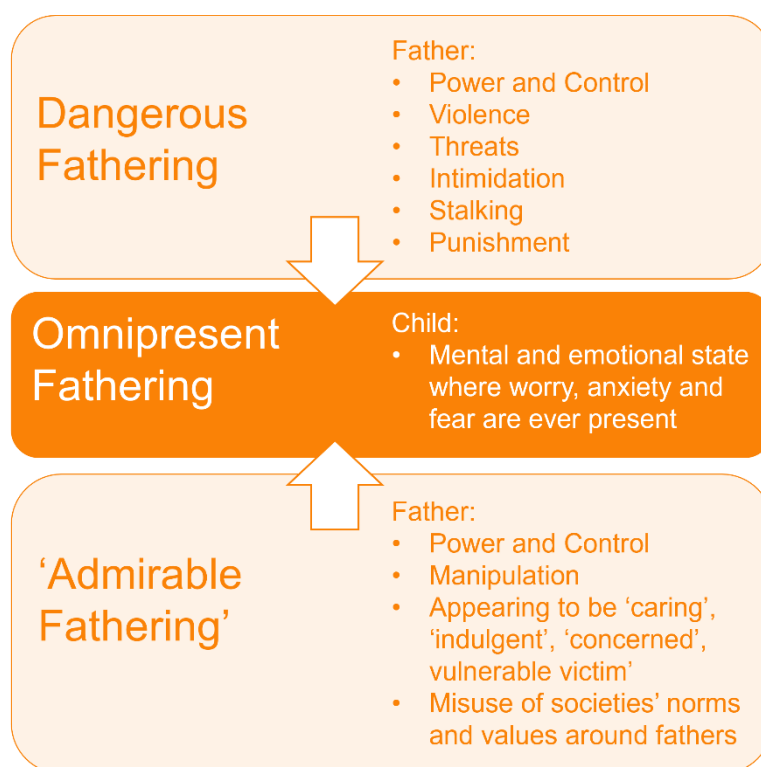 Dangerous
Fathering
Father:
• Power and Control
• Violence
• Threats
• Intimidation
• Stalking
• Punishment
Omnipresent
Fathering
Child:
• Mental and emotional state
where worry, anxiety and
fear are ever present
‘Admirable
Fathering’
Father:
• Power and Control
• Manipulation
• Appearing to be ‘caring’,
‘indulgent’, ‘concerned’,
vulnerable victim’
• Misuse of societies’ norms
and values around fathers